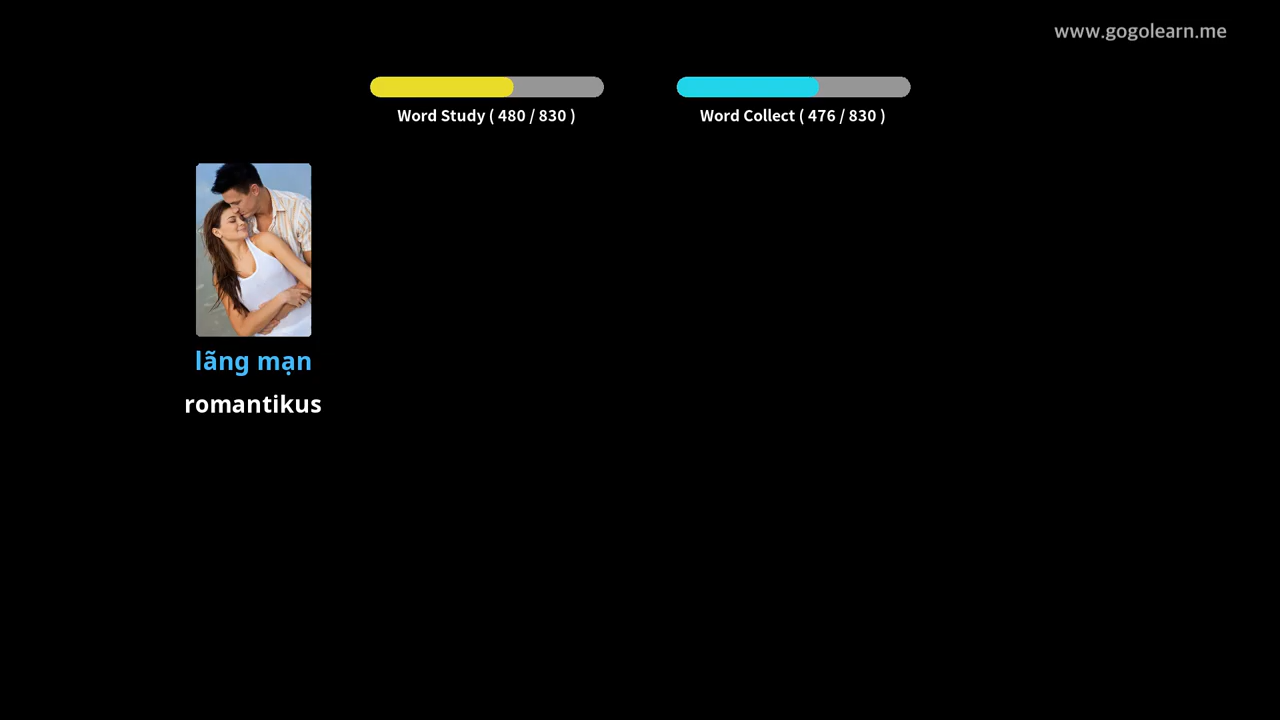 www.gogolearn.me
Word Study ( 480 / 830 )
Word Collect ( 476 / 830 )
lãng mạn
romantikus